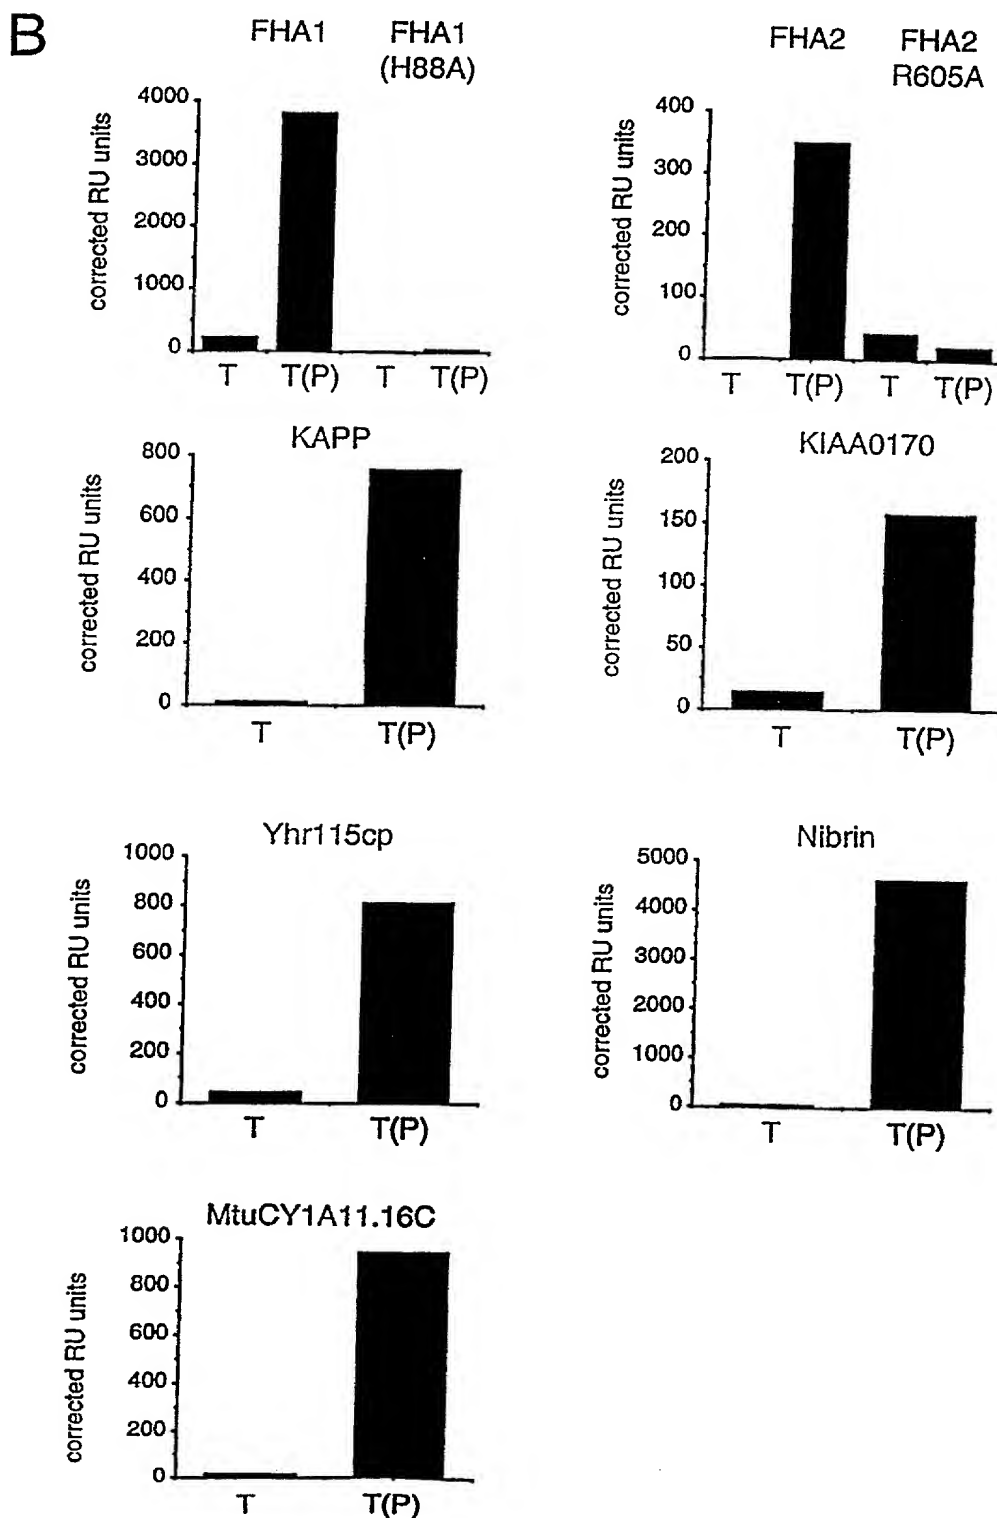 B
FHA1
FHA1
(H88A)
corrected RU units
4000
3000
2000
1000
0
T
T(P)
T
T(P)
FHA2
FHA2
R605A
corrected RU units
400
300
200
100
0
T
T(P)
T
T(P)
KAPP
corrected RU units
800
600
400
200
0
T
T(P)
KIAA0170
corrected RU units
200
150
100
50
0
T
T(P)
Yhr115cp
corrected RU units
1000
800
600
400
200
0
T
T(P)
Nibrin
corrected RU units
5000
4000
3000
2000
1000
0
T
T(P)
MtuCY1A11.16C
corrected RU units
1000
800
600
400
200
0
T
T(P)